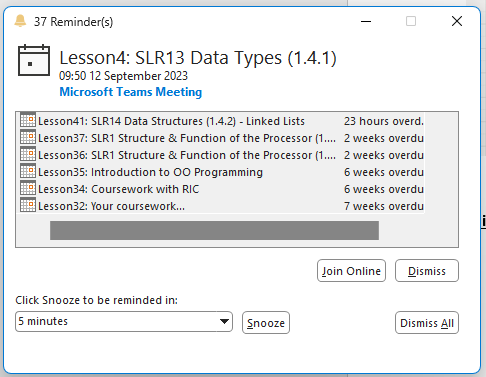 37 Reminder(s)
Lesson4: SLR13 Data Types (1.4.1)
09:50 12 September 2023
Microsoft Teams Meeting
Lesson41: SLR14 Data Structures (1.4.2) - Linked Lists 23 hours overd.
Lesson37: SLR1 Structure & Function of the Processor (1.... 2 weeks overdu
Lesson36: SLR1 Structure & Function of the Processor (1.... 2 weeks overdu
Lesson35: Introduction to OO Programming 6 weeks overdu
Lesson34: Coursework with RIC 6 weeks overdu
Lesson32: Your coursework... 7 weeks overdu
Join Online Dismiss
Click Snooze to be reminded in:
5 minutes Snooze Dismiss All